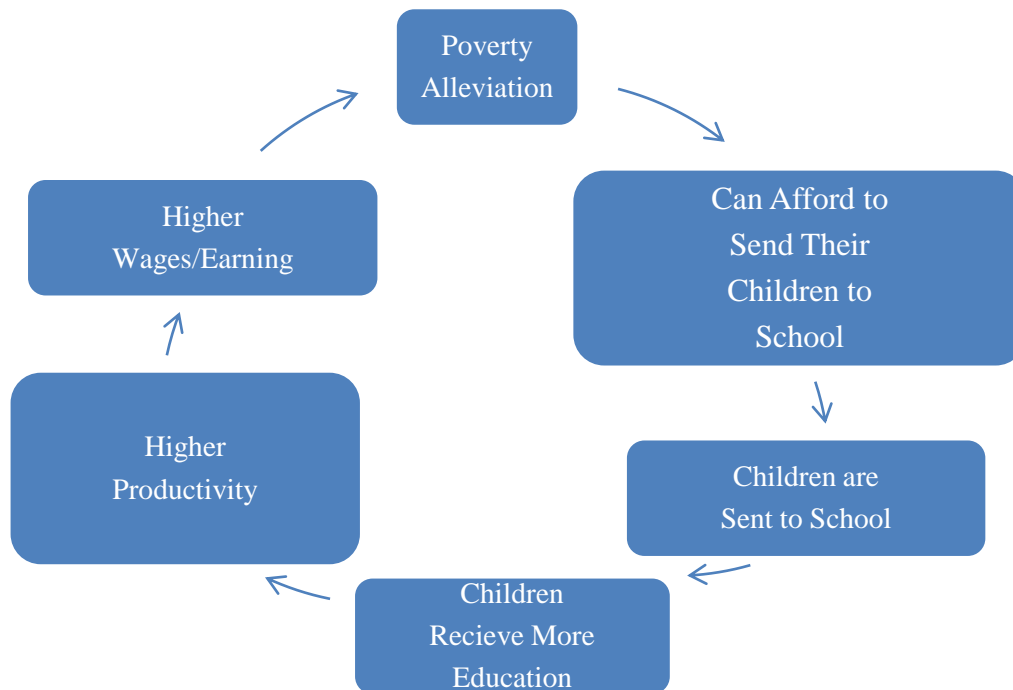 Poverty
Alleviation
Can Afford to
Send Their
Children to
School
Children are
Sent to School
Children
Recieve More
Education
Higher
Productivity
Higher
Wages/Earning